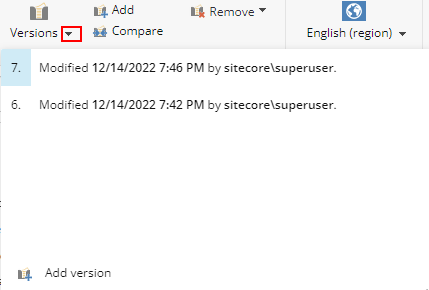 Versions
Add
Compare
Remove
English (region)
7. Modified 12/14/2022 7:46 PM by sitecore\superuser.
6. Modified 12/14/2022 7:42 PM by sitecore\superuser.
Add version